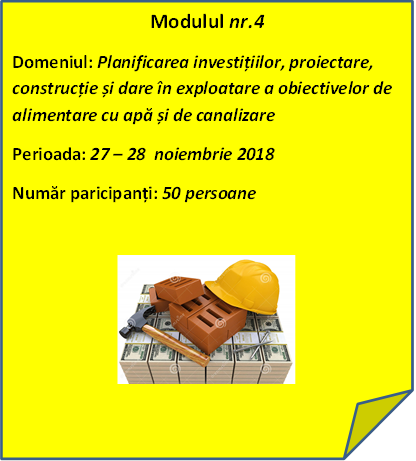 Modulul nr.4
Domeniul: Planificarea investițiilor, proiectare,
construcție și dare în exploatare a obiectivelor de
alimentare cu apă și de canalizare
Perioada: 27 – 28 noiembrie 2018
Număr paricipanți: 50 persoane